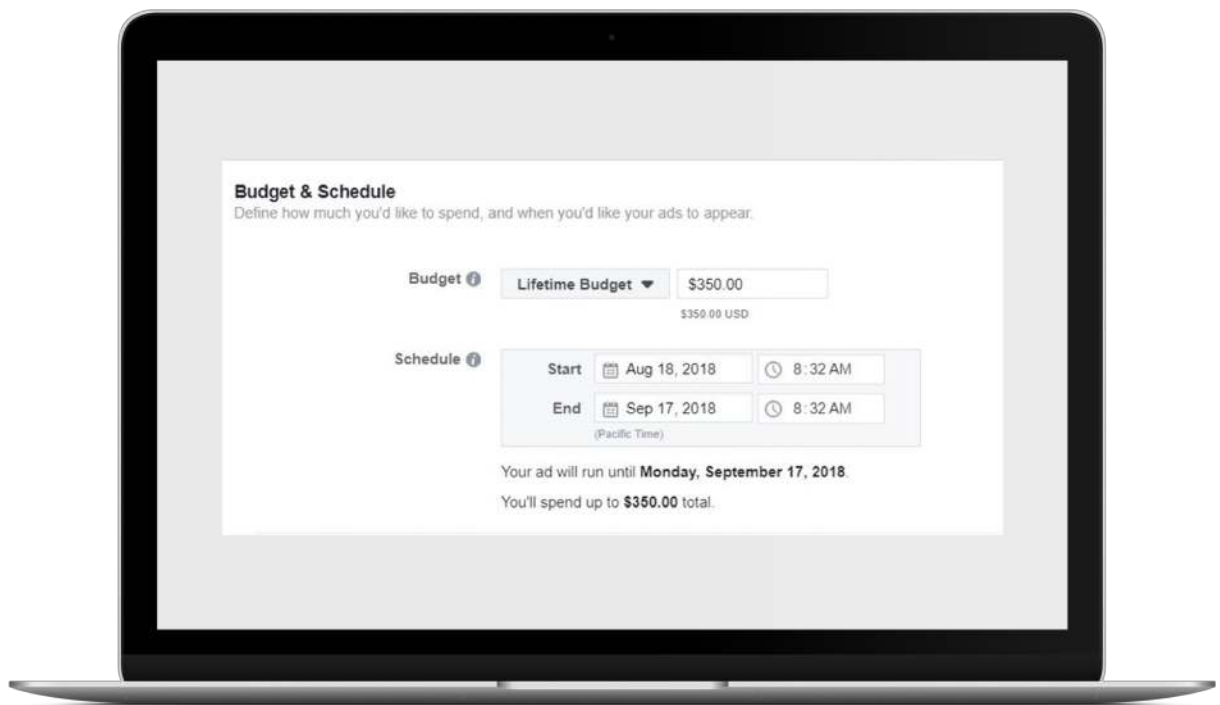 Budget & Schedule
Define how much you'd like to spend, and when you'd like your ads to appear.
Budget
Lifetime Budget
$350.00
$350.00 USD
Schedule
Start Aug 18, 2018 8:32 AM
End Sep 17, 2018 8:32 AM
(Pacific Time)
Your ad will run until Monday, September 17, 2018.
You'll spend up to $350.00 total.